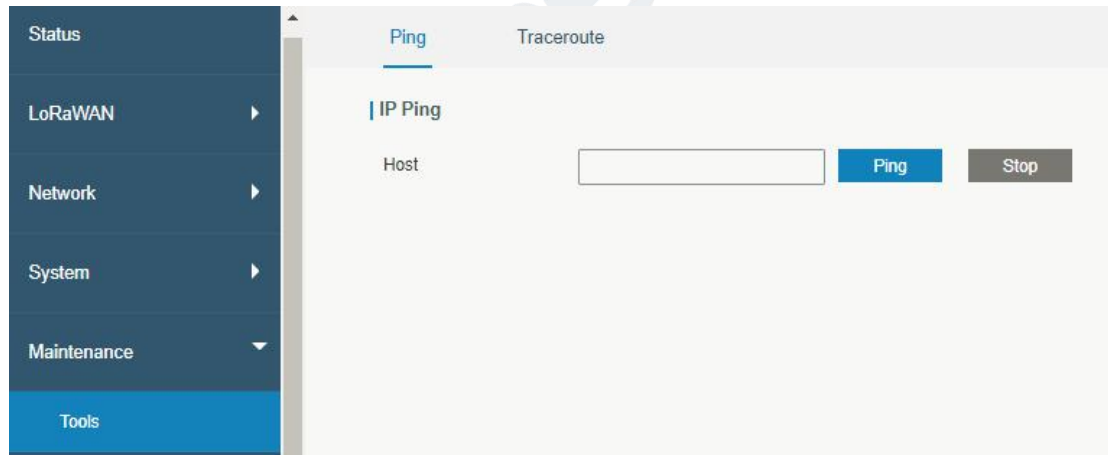 Status
LoRaWAN
Network
System
Maintenance
Tools
Ping Traceroute
IP Ping
Host Ping Stop